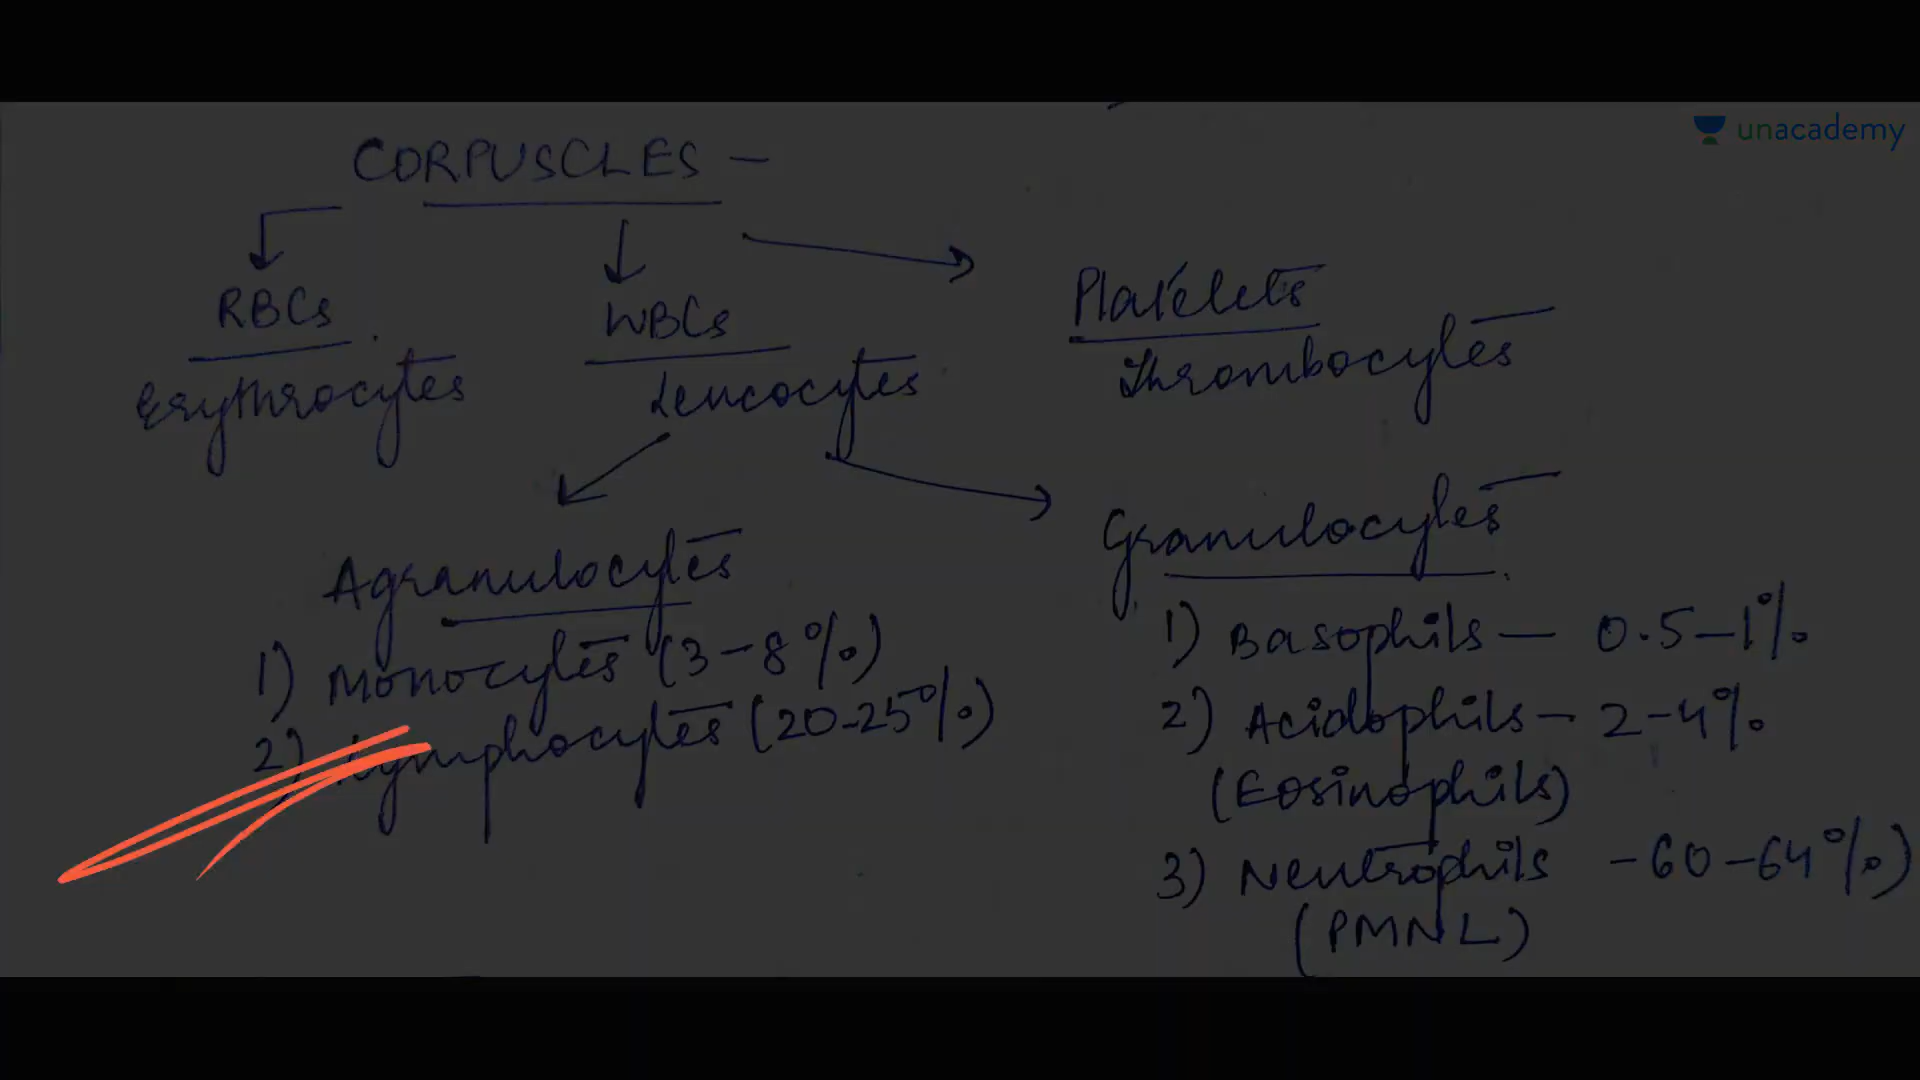 unacademy
CORPUSCLES —
RBCs
Erythrocytes
WBCs
Leucocytes
Platelets
Thrombocytes
Agranulocytes
1) Monocytes (3-8%)
2) Lymphocytes (20-25%)
Granulocytes
1) Basophils — 0.5-1%
2) Acidophils - 2-4%
(Eosinophils)
3) Neutrophils - 60-64%)
(PMNL)